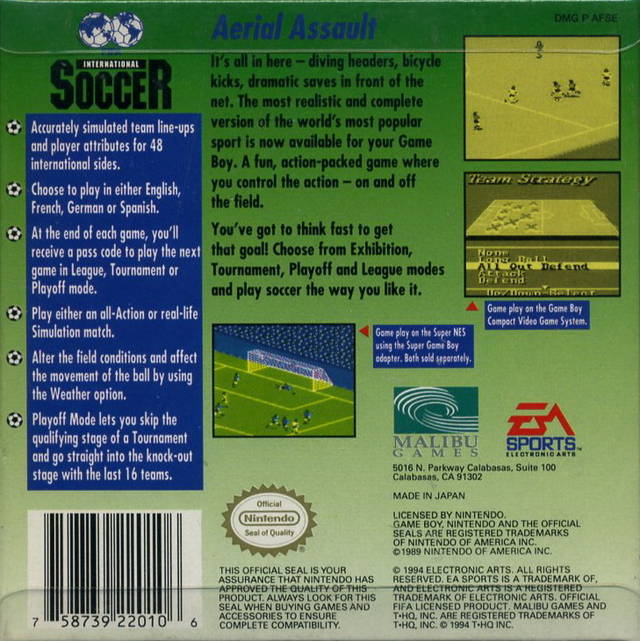 DMG P AFSE
INTERNATIONAL
SOCCER
Accurately simulated team line-ups
and player attributes for 48
international sides.
Choose to play in either English,
French, German or Spanish.
At the end of each game, you'll
receive a pass code to play the next
game in League, Tournament or
Playoff mode.
Play either an all-Action or real-life
Simulation match.
Alter the field conditions and affect
the movement of the ball by using
the Weather option.
Playoff Mode lets you skip the
qualifying stage of a Tournament
and go straight into the knock-out
stage with the last 16 teams.
Aerial Assault
It's all in here – diving headers, bicycle
kicks, dramatic saves in front of the
net. The most realistic and complete
version of the world's most popular
sport is now available for your Game
Boy. A fun, action-packed game where
you control the action – on and off
the field.
You've got to think fast to get
that goal! Choose from Exhibition,
Tournament, Playoff and League modes
and play soccer the way you like it.
Team Strategy
None
Long Ball
All Out Defend
Attack
Defend
Up/Down-Select
Game play on the Game Boy
Compact Video Game System.
Game play on the Super NES
using the Super Game Boy
adapter. Both sold separately.
MALIBU
GAMES
EA
SPORTS™
ELECTRONIC ARTS
5016 N. Parkway Calabasas, Suite 100
Calabasas, CA 91302
MADE IN JAPAN
LICENSED BY NINTENDO.
GAME BOY, NINTENDO AND THE OFFICIAL
SEALS ARE REGISTERED TRADEMARKS
OF NINTENDO OF AMERICA INC.
©1989 NINTENDO OF AMERICA INC.
© 1994 ELECTRONIC ARTS. ALL RIGHTS
RESERVED. EA SPORTS IS A TRADEMARK OF,
AND ELECTRONIC ARTS IS A REGISTERED
TRADEMARK OF ELECTRONIC ARTS. OFFICIAL
FIFA LICENSED PRODUCT. MALIBU GAMES AND
T•HQ, INC. ARE REGISTERED TRADEMARKS OF
T•HQ, INC. © 1994 T•HQ INC.
Official
Nintendo
Seal of Quality
THIS OFFICIAL SEAL IS YOUR
ASSURANCE THAT NINTENDO HAS
APPROVED THE QUALITY OF THIS
PRODUCT. ALWAYS LOOK FOR THIS
SEAL WHEN BUYING GAMES AND
ACCESSORIES TO ENSURE
COMPLETE COMPATIBILITY.
7 58739 22010 6